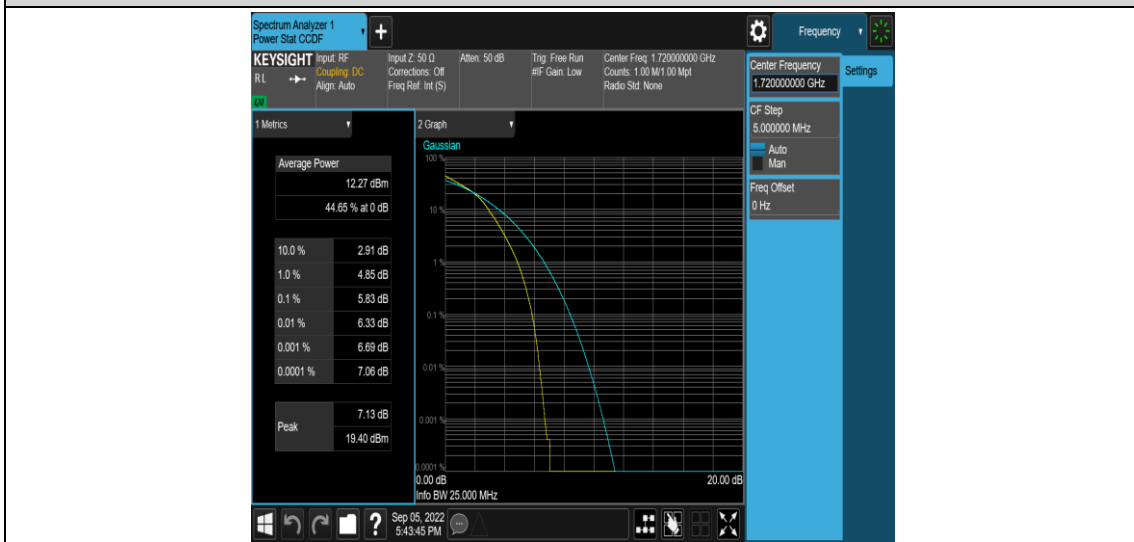 Spectrum Analyzer 1
Power Stat CCDF
+
Frequency
KEYSIGHT
RL
LXI
Input: RF
Coupling: DC
Align: Auto
Input Z: 50 Ω
Corrections: Off
Freq Ref: Int (S)
Atten: 50 dB
Trig: Free Run
#IF Gain: Low
Center Freq: 1.720000000 GHz
Counts: 1.00 M/1.00 Mpt
Radio Std: None
Center Frequency
1.720000000 GHz
Settings
CF Step
5.000000 MHz
Auto
Man
Freq Offset
0 Hz
1 Metrics
Average Power
12.27 dBm
44.65 % at 0 dB
10.0 % 2.91 dB
1.0 % 4.85 dB
0.1 % 5.83 dB
0.01 % 6.33 dB
0.001 % 6.69 dB
0.0001 % 7.06 dB
Peak 7.13 dB
19.40 dBm
2 Graph
Gaussian
100 %
10 %
1 %
0.1 %
0.01 %
0.001 %
0.0001 %
0.00 dB 20.00 dB
Info BW 25.000 MHz
?
Sep 05, 2022
5:43:45 PM